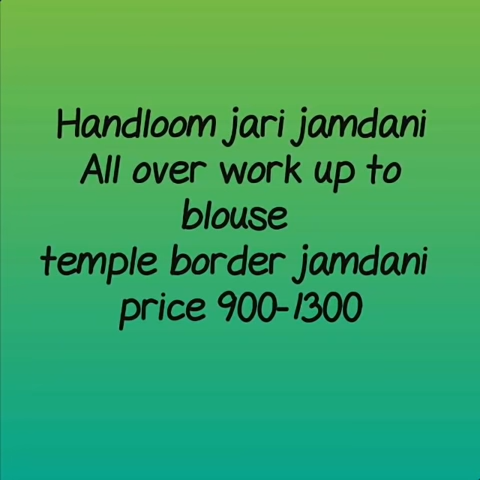 Handloom jari jamdani
All over work up to
blouse
temple border jamdani
price 900-1300